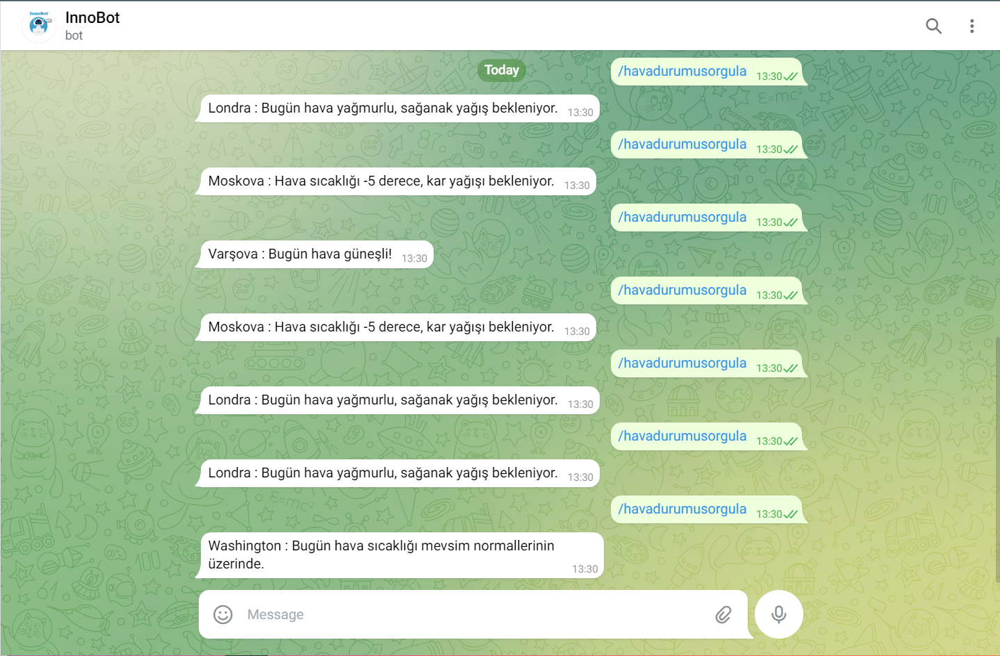 InnoBot
InnoBot
bot
Today
/havadurumusorgula 13:30
Londra : Bugün hava yağmurlu, sağanak yağış bekleniyor. 13:30
/havadurumusorgula 13:30
Moskova : Hava sıcaklığı -5 derece, kar yağışı bekleniyor. 13:30
/havadurumusorgula 13:30
Varşova : Bugün hava güneşli! 13:30
/havadurumusorgula 13:30
Moskova : Hava sıcaklığı -5 derece, kar yağışı bekleniyor. 13:30
/havadurumusorgula 13:30
Londra : Bugün hava yağmurlu, sağanak yağış bekleniyor. 13:30
/havadurumusorgula 13:30
Londra : Bugün hava yağmurlu, sağanak yağış bekleniyor. 13:30
/havadurumusorgula 13:30
Washington : Bugün hava sıcaklığı mevsim normallerinin
üzerinde. 13:30
Message